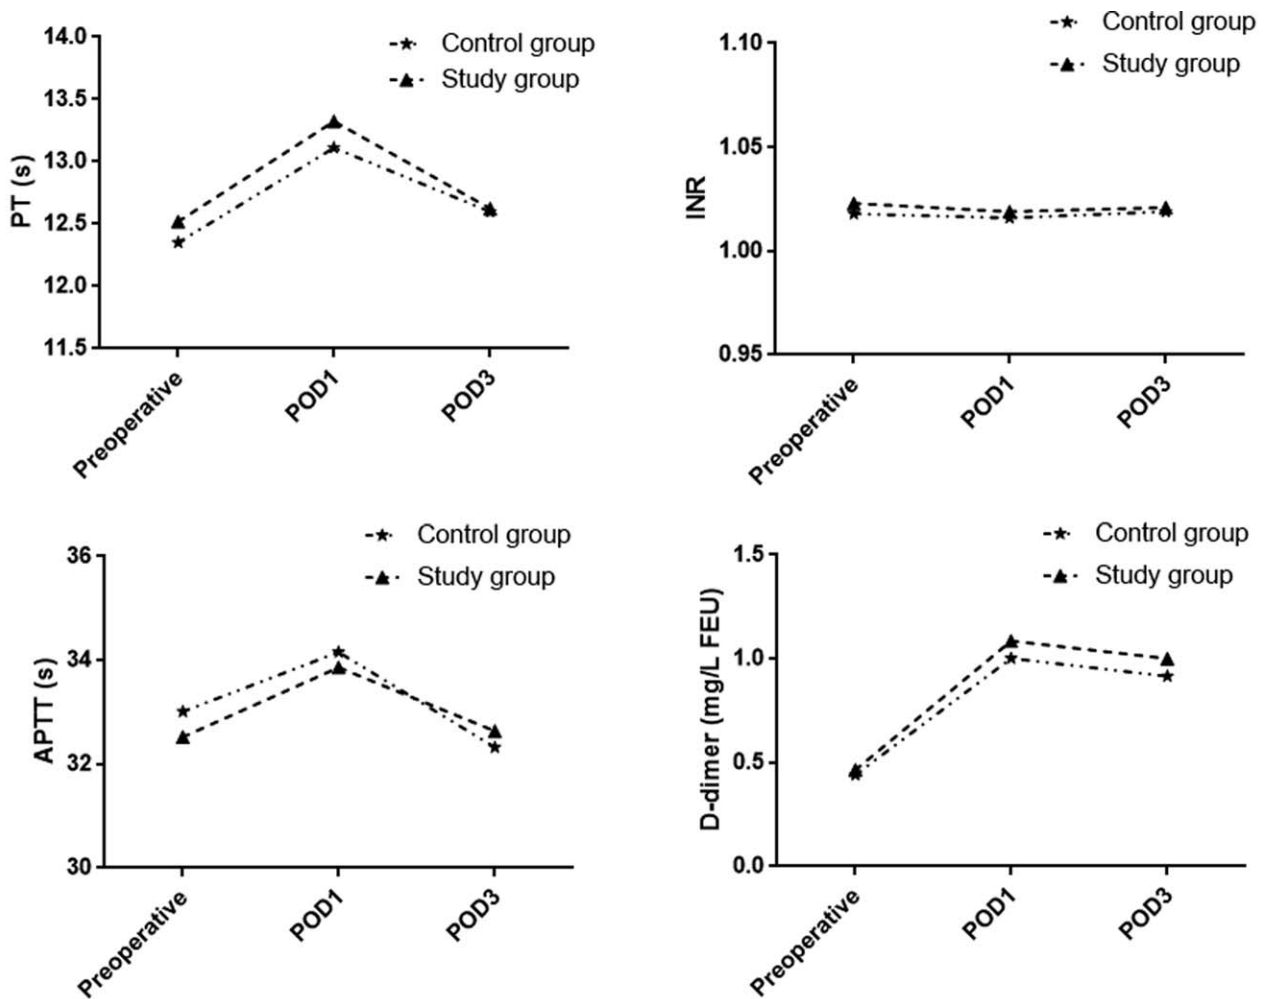 Control group
Study group
PT (s)
14.0
13.5
13.0
12.5
12.0
11.5
Preoperative
POD1
POD3
Control group
Study group
INR
1.10
1.05
1.00
0.95
Preoperative
POD1
POD3
Control group
Study group
APTT (s)
36
34
32
30
Preoperative
POD1
POD3
Control group
Study group
D-dimer (mg/L FEU)
1.5
1.0
0.5
0.0
Preoperative
POD1
POD3